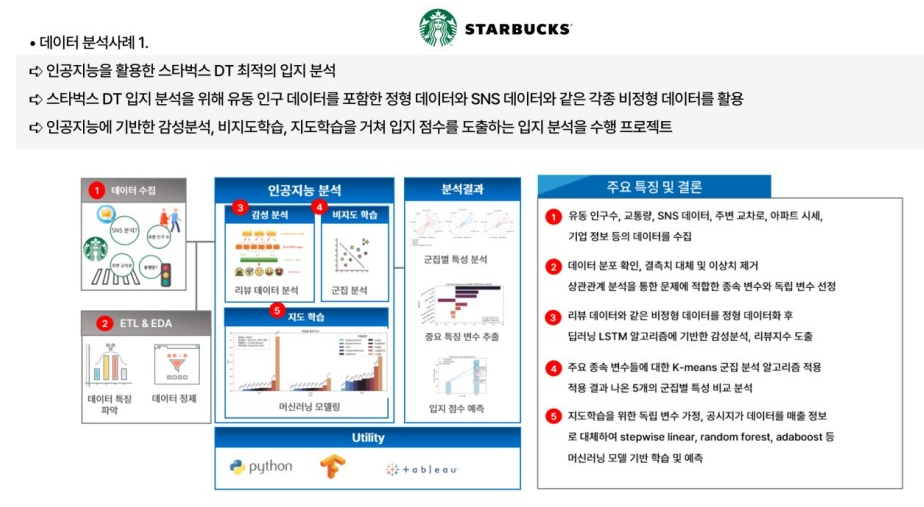 STARBUCKS
• 데이터 분석사례 1.
➪ 인공지능을 활용한 스타벅스 DT 최적의 입지 분석
➪ 스타벅스 DT 입지 분석을 위해 유동 인구 데이터를 포함한 정형 데이터와 SNS 데이터와 같은 각종 비정형 데이터를 활용
➪ 인공지능에 기반한 감성분석, 비지도학습, 지도학습을 거쳐 입지 점수를 도출하는 입지 분석을 수행 프로젝트
1 데이터 수집
SNS 분석?
유동 인구 수
주변 교차로
2 ETL & EDA
데이터 특징
파악
데이터 정제
인공지능 분석
3 감성 분석
리뷰 데이터 분석
4 비지도 학습
군집 분석
5 지도 학습
머신러닝 모델링
분석결과
군집별 특성 분석
중요 특징 변수 추출
입지 점수 예측
Utility
python
+ a b l e a u
주요 특징 및 결론
1 유동 인구수, 교통량, SNS 데이터, 주변 교차로, 아파트 시세,
기업 정보 등의 데이터를 수집
2 데이터 분포 확인, 결측치 대체 및 이상치 제거
상관관계 분석을 통한 문제에 적합한 종속 변수와 독립 변수 선정
3 리뷰 데이터와 같은 비정형 데이터를 정형 데이터화 후
딥러닝 LSTM 알고리즘에 기반한 감성분석, 리뷰지수 도출
4 주요 종속 변수들에 대한 K-means 군집 분석 알고리즘 적용
적용 결과 나온 5개의 군집별 특성 비교 분석
5 지도학습을 위한 독립 변수 가정, 공시지가 데이터를 매출 정보
로 대체하여 stepwise linear, random forest, adaboost 등
머신러닝 모델 기반 학습 및 예측